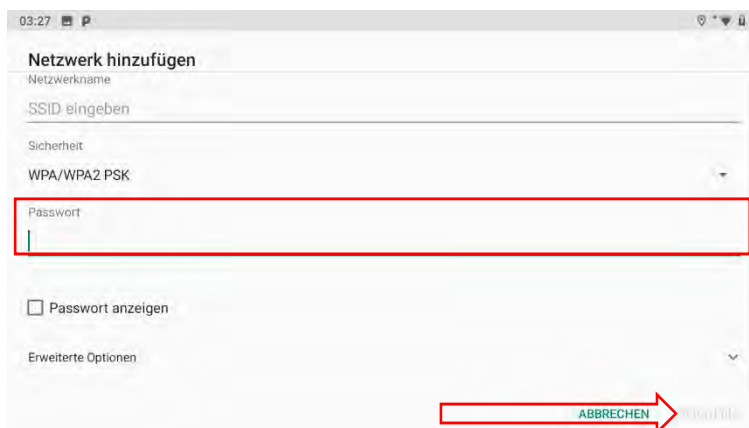 03:27 P
Netzwerk hinzufügen
Netzwerkname
SSID eingeben
Sicherheit
WPA/WPA2 PSK
Passwort
Passwort anzeigen
Erweiterte Optionen
ABBRECHEN